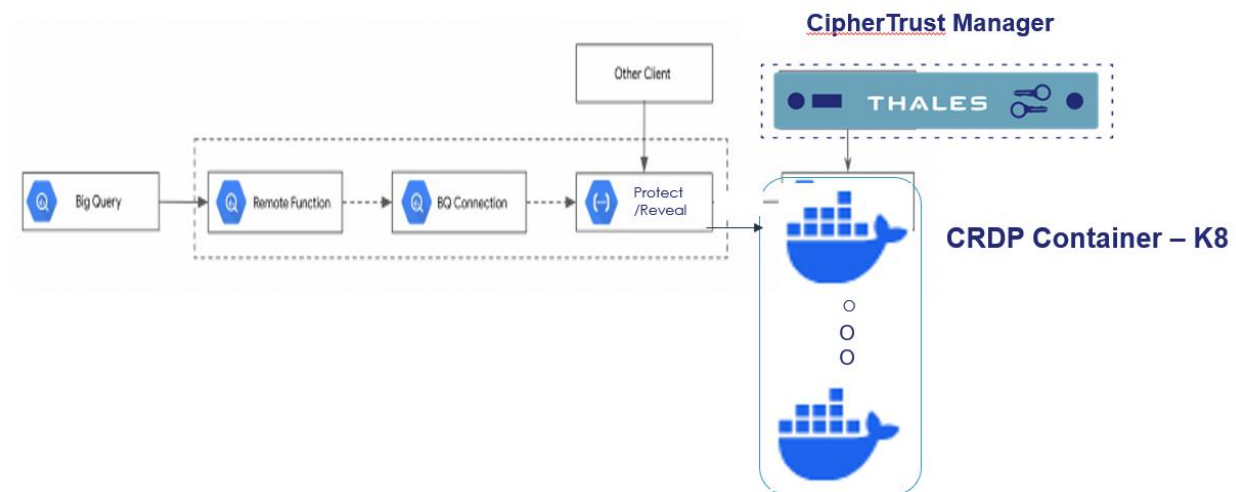 CipherTrust Manager
Other Client
THALES
Big Query
Remote Function
BQ Connection
Protect
/Reveal
CRDP Container – K8
O
O
O